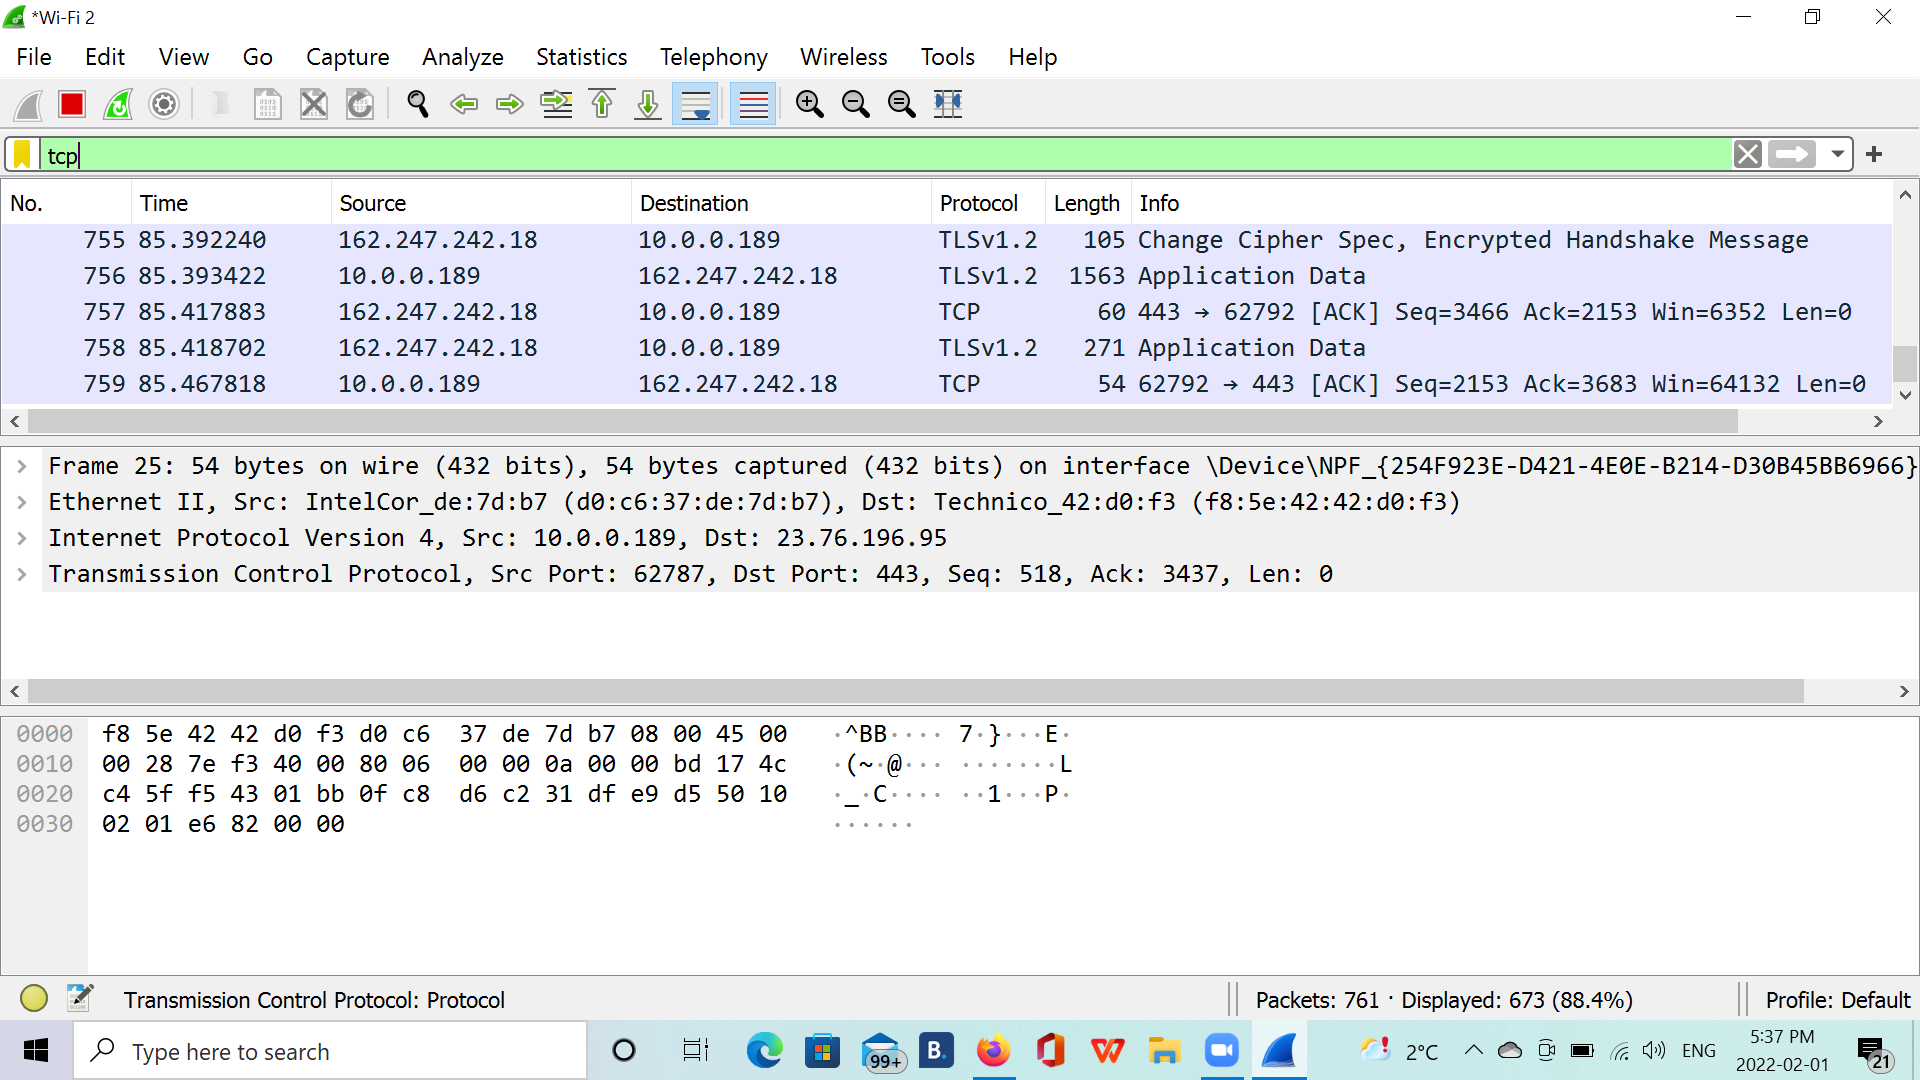 *Wi-Fi 2
File Edit View Go Capture Analyze Statistics Telephony Wireless Tools Help
tcp
No. Time Source Destination Protocol Length Info
755 85.392240 162.247.242.18 10.0.0.189 TLSv1.2 105 Change Cipher Spec, Encrypted Handshake Message
756 85.393422 10.0.0.189 162.247.242.18 TLSv1.2 1563 Application Data
757 85.417883 162.247.242.18 10.0.0.189 TCP 60 443 → 62792 [ACK] Seq=3466 Ack=2153 Win=6352 Len=0
758 85.418702 162.247.242.18 10.0.0.189 TLSv1.2 271 Application Data
759 85.467818 10.0.0.189 162.247.242.18 TCP 54 62792 → 443 [ACK] Seq=2153 Ack=3683 Win=64132 Len=0
Frame 25: 54 bytes on wire (432 bits), 54 bytes captured (432 bits) on interface \Device\NPF_{254F923E-D421-4E0E-B214-D30B45BB6966}
Ethernet II, Src: IntelCor_de:7d:b7 (d0:c6:37:de:7d:b7), Dst: Technico_42:d0:f3 (f8:5e:42:42:d0:f3)
Internet Protocol Version 4, Src: 10.0.0.189, Dst: 23.76.196.95
Transmission Control Protocol, Src Port: 62787, Dst Port: 443, Seq: 518, Ack: 3437, Len: 0
0000 f8 5e 42 42 d0 f3 d0 c6 37 de 7d b7 08 00 45 00 ·^BB···· 7·}···E·
0010 00 28 7e f3 40 00 80 06 00 00 0a 00 00 bd 17 4c ·(~·@··· ·······L
0020 c4 5f f5 43 01 bb 0f c8 d6 c2 31 df e9 d5 50 10 ·_·C···· ··1···P·
0030 02 01 e6 82 00 00 ······
Transmission Control Protocol: Protocol Packets: 761 · Displayed: 673 (88.4%) Profile: Default
Type here to search 99+ B. W 2°C ENG 5:37 PM
2022-02-01 21